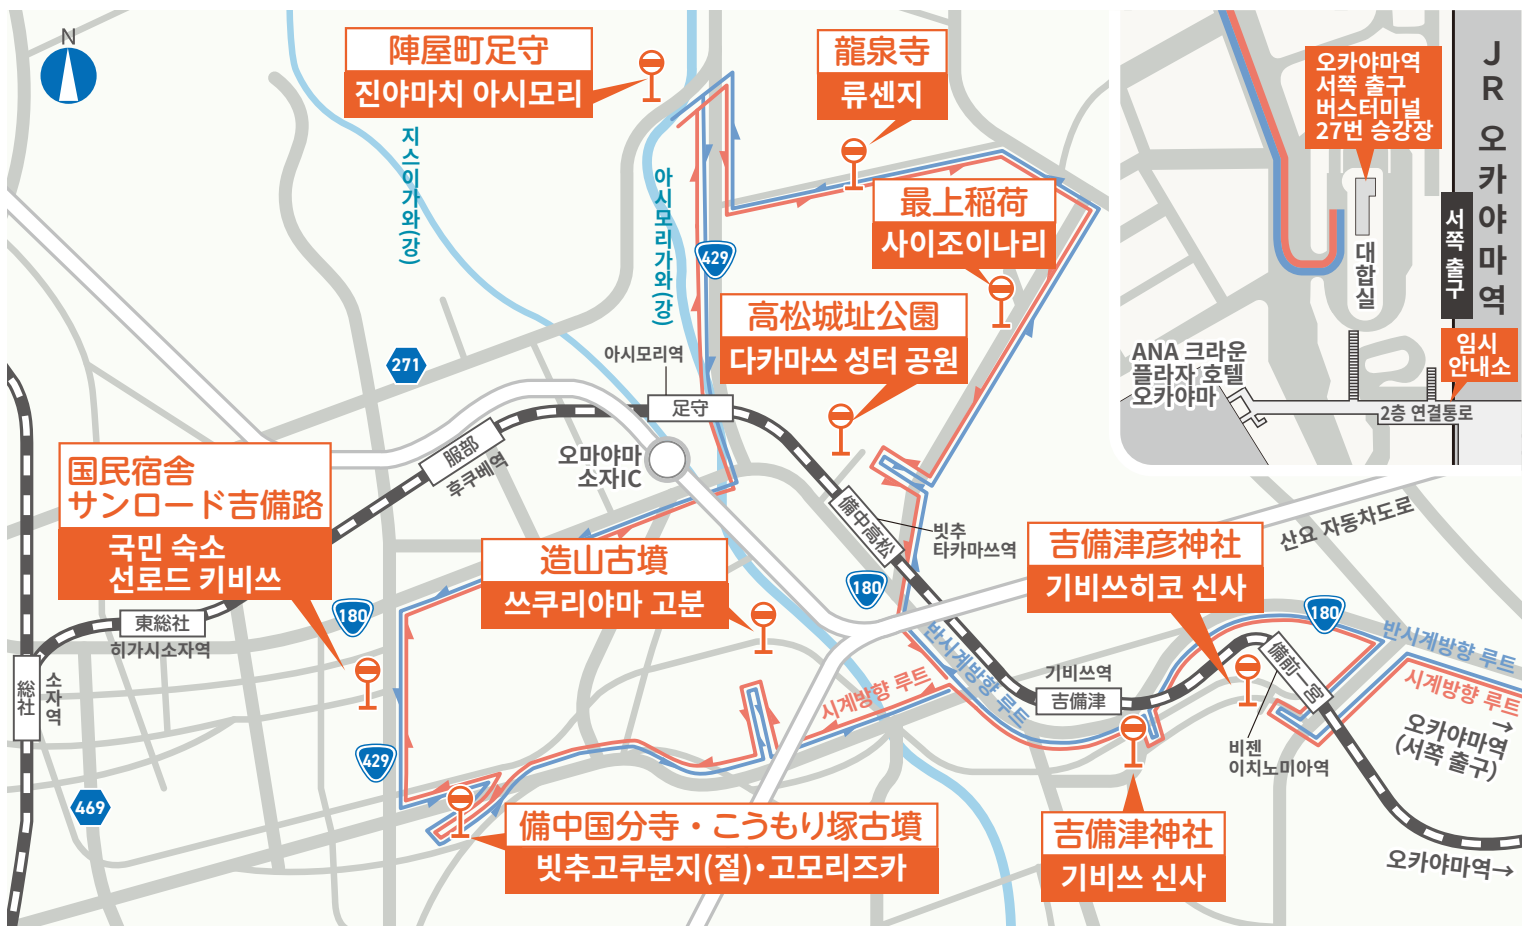 N
陣屋町足守
진야마치 아시모리
龍泉寺
류센지
最上稲荷
사이조이나리
高松城址公園
다카마쓰 성터 공원
지스이가와(강)
아시모리가와(강)
429
271
아시모리역
足守
服部
후쿠베역
오마야마
소자IC
国民宿舎
サンロード吉備路
국민 숙소
선로드 키비쓰
東総社
히가시소자역
総社
소자역
180
429
469
造山古墳
쓰쿠리야마 고분
備中高松
빗추
타카마쓰역
180
吉備津彦神社
기비쓰히코 신사
산요 자동차도로
180
반시계방향 루트
시계방향 루트
반시계방향 루트
시계방향 루트
기비쓰역
吉備津
備前一宮
비젠
이치노미야역
→
오카야마역
(서쪽 출구)
오카야마역→
備中国分寺・こうもり塚古墳
빗추고쿠분지(절)·고모리즈카
吉備津神社
기비쓰 신사
오카야마역
서쪽 출구
버스터미널
27번 승강장
JR 오카야마역
서쪽 출구
대합실
임시
안내소
ANA 크라운
플라자 호텔
오카야마
2층 연결통로